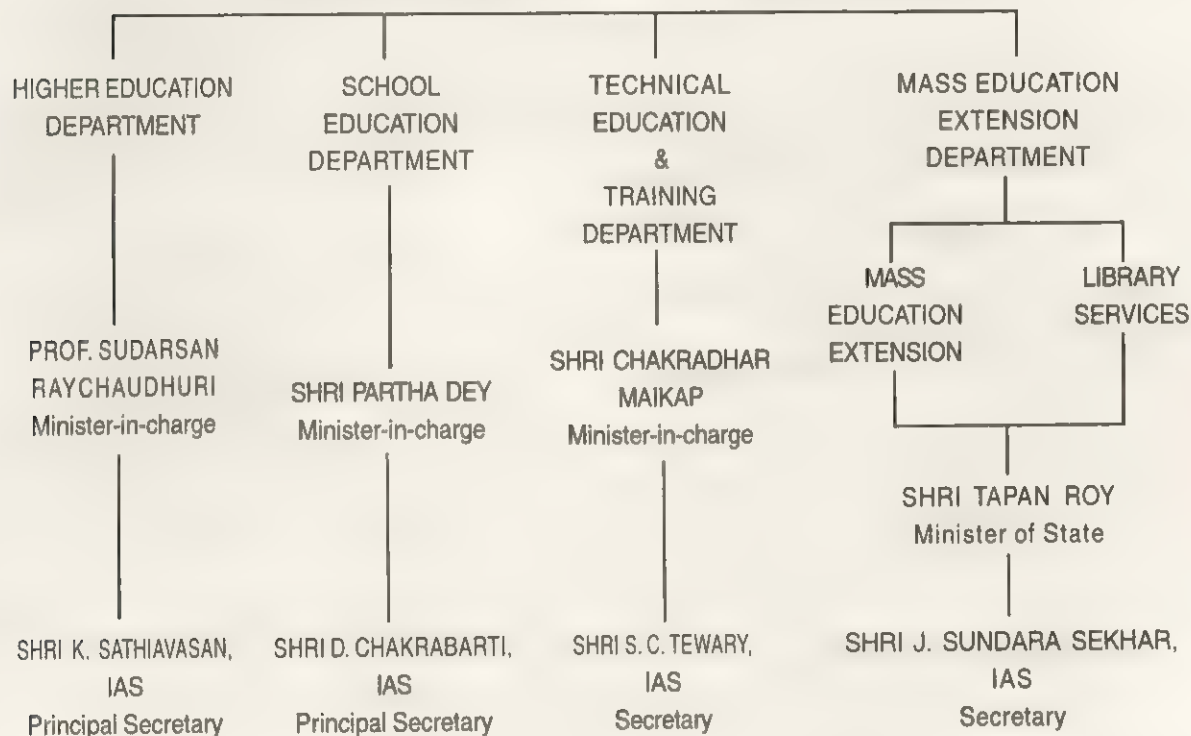 HIGHER EDUCATION
DEPARTMENT
PROF. SUDARSAN
RAYCHAUDHURI
Minister-in-charge
SHRI K. SATHIAVASAN,
IAS
Principal Secretary
SCHOOL
EDUCATION
DEPARTMENT
SHRI PARTHA DEY
Minister-in-charge
SHRI D. CHAKRABARTI,
IAS
Principal Secretary
TECHNICAL
EDUCATION
&
TRAINING
DEPARTMENT
SHRI CHAKRADHAR
MAIKAP
Minister-in-charge
SHRI S. C. TEWARY,
IAS
Secretary
MASS EDUCATION
EXTENSION
DEPARTMENT
MASS
EDUCATION
EXTENSION
LIBRARY
SERVICES
SHRI TAPAN ROY
Minister of State
SHRI J. SUNDARA SEKHAR,
IAS
Secretary